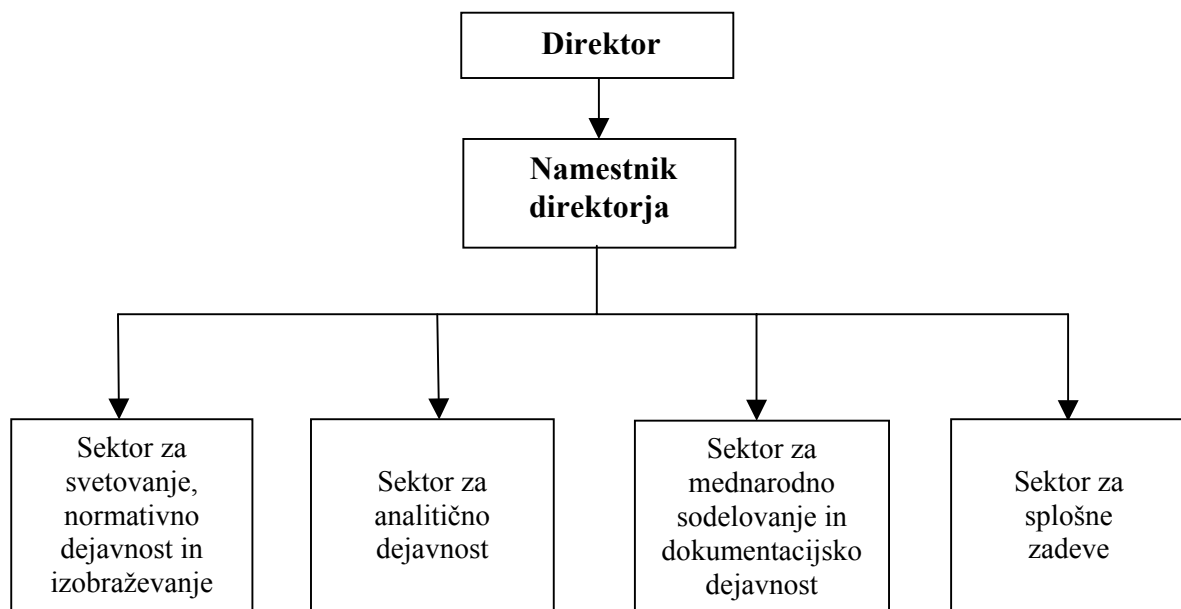 Direktor
Namestnik
direktorja
Sektor za
svetovanje,
normativno
dejavnost in
izobraževanje
Sektor za
analitično
dejavnost
Sektor za
mednarodno
sodelovanje in
dokumentacijsko
dejavnost
Sektor za
splošne
zadeve